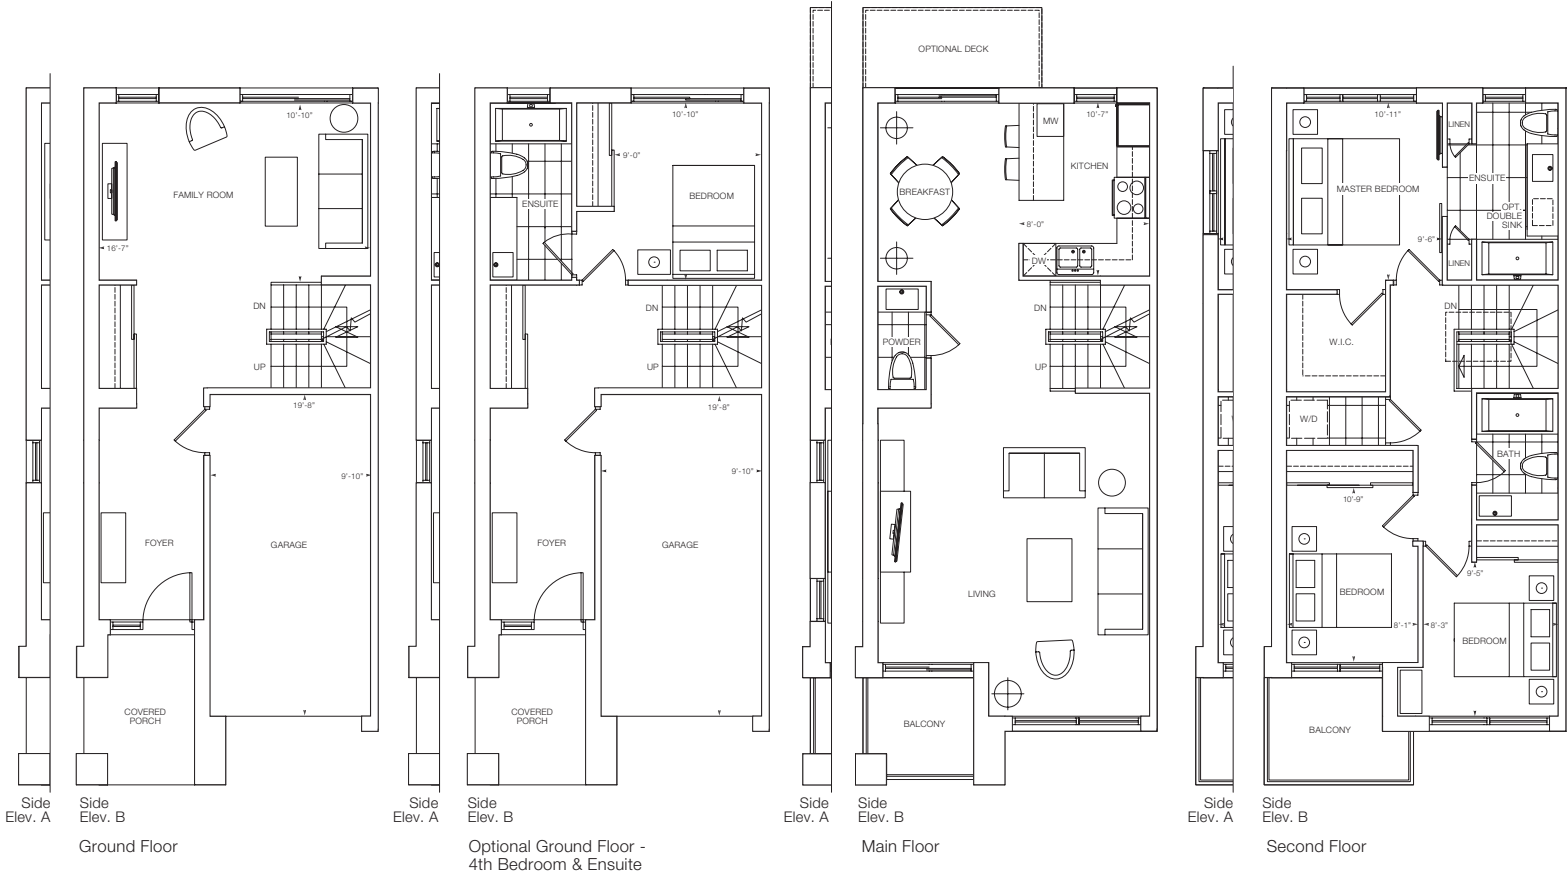 10'-10"
FAMILY ROOM
16'-7"
DN
UP
19'-8"
9'-10"
FOYER
GARAGE
COVERED
PORCH
Side
Elev. A
Side
Elev. B
Ground Floor
10'-10"
9'-0"
BEDROOM
ENSUITE
DN
UP
19'-8"
9'-10"
FOYER
GARAGE
COVERED
PORCH
Side
Elev. A
Side
Elev. B
Optional Ground Floor -
4th Bedroom & Ensuite
OPTIONAL DECK
10'-7"
MW
KITCHEN
BREAKFAST
8'-0"
DW
DN
POWDER
UP
LIVING
BALCONY
Side
Elev. A
Side
Elev. B
Main Floor
10'-11"
LINEN
MASTER BEDROOM
ENSUITE
OPT.
DOUBLE
SINK
9'-6"
LINEN
DN
W.I.C.
W/D
BATH
10'-9"
9'-5"
BEDROOM
8'-1"
8'-3"
BEDROOM
BALCONY
Side
Elev. A
Side
Elev. B
Second Floor